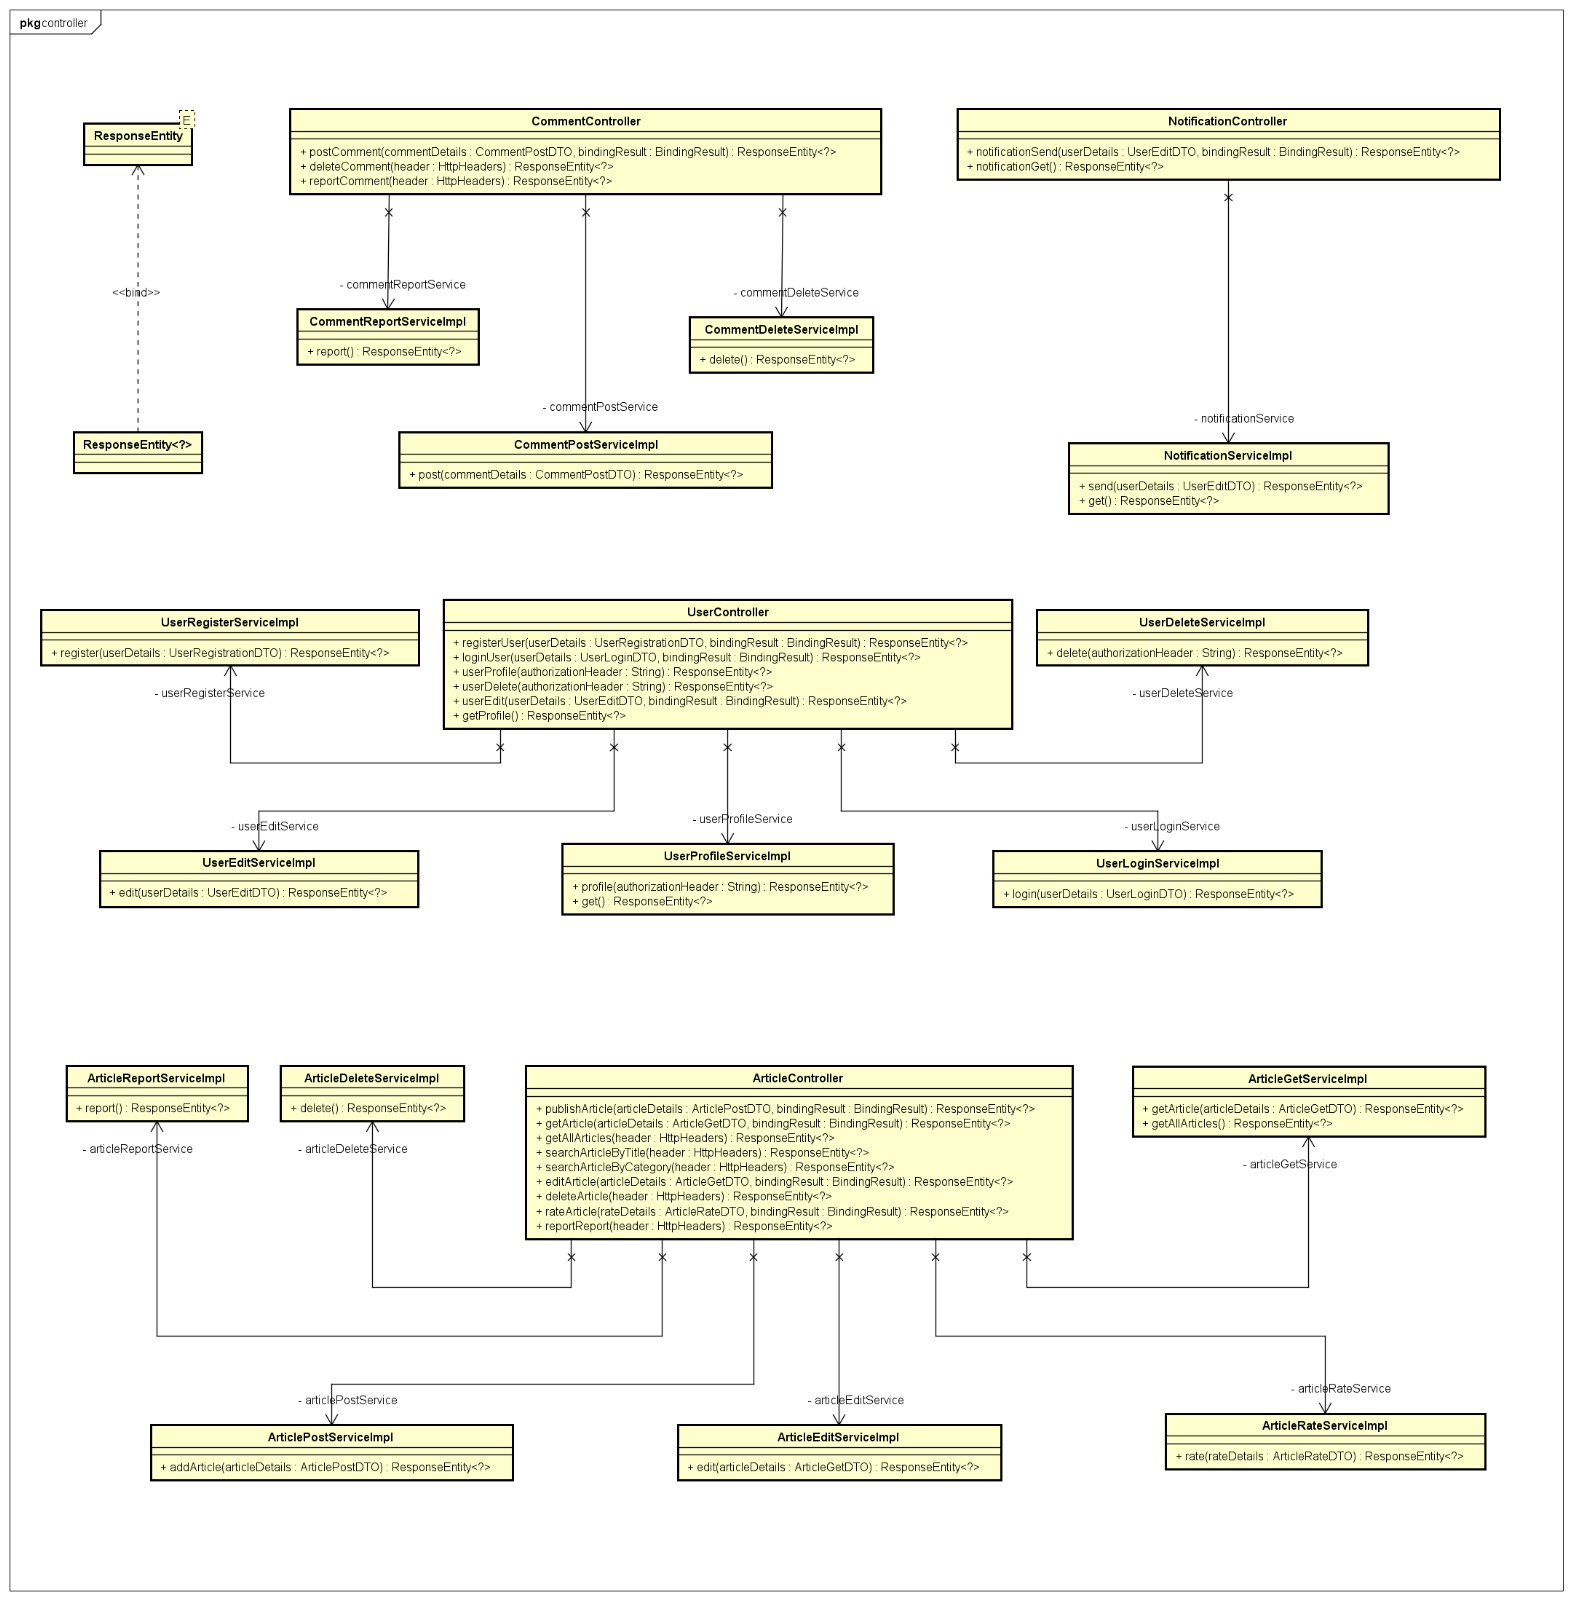 pkg controller
E
ResponseEntity
<<bind>>
ResponseEntity<?>
CommentController
+ postComment(commentDetails : CommentPostDTO, bindingResult : BindingResult) : ResponseEntity<?>
+ deleteComment(header : HttpHeaders) : ResponseEntity<?>
+ reportComment(header : HttpHeaders) : ResponseEntity<?>
- commentReportService
CommentReportServiceImpl
+ report() : ResponseEntity<?>
- commentDeleteService
CommentDeleteServiceImpl
+ delete() : ResponseEntity<?>
- commentPostService
CommentPostServiceImpl
+ post(commentDetails : CommentPostDTO) : ResponseEntity<?>
NotificationController
+ notificationSend(userDetails : UserEditDTO, bindingResult : BindingResult) : ResponseEntity<?>
+ notificationGet() : ResponseEntity<?>
- notificationService
NotificationServiceImpl
+ send(userDetails : UserEditDTO) : ResponseEntity<?>
+ get() : ResponseEntity<?>
UserRegisterServiceImpl
+ register(userDetails : UserRegistrationDTO) : ResponseEntity<?>
- userRegisterService
UserController
+ registerUser(userDetails : UserRegistrationDTO, bindingResult : BindingResult) : ResponseEntity<?>
+ loginUser(userDetails : UserLoginDTO, bindingResult : BindingResult) : ResponseEntity<?>
+ userProfile(authorizationHeader : String) : ResponseEntity<?>
+ userDelete(authorizationHeader : String) : ResponseEntity<?>
+ userEdit(userDetails : UserEditDTO, bindingResult : BindingResult) : ResponseEntity<?>
+ getProfile() : ResponseEntity<?>
UserDeleteServiceImpl
+ delete(authorizationHeader : String) : ResponseEntity<?>
- userDeleteService
- userEditService
UserEditServiceImpl
+ edit(userDetails : UserEditDTO) : ResponseEntity<?>
- userProfileService
UserProfileServiceImpl
+ profile(authorizationHeader : String) : ResponseEntity<?>
+ get() : ResponseEntity<?>
- userLoginService
UserLoginServiceImpl
+ login(userDetails : UserLoginDTO) : ResponseEntity<?>
ArticleReportServiceImpl
+ report() : ResponseEntity<?>
- articleReportService
ArticleDeleteServiceImpl
+ delete() : ResponseEntity<?>
- articleDeleteService
ArticleController
+ publishArticle(articleDetails : ArticlePostDTO, bindingResult : BindingResult) : ResponseEntity<?>
+ getArticle(articleDetails : ArticleGetDTO, bindingResult : BindingResult) : ResponseEntity<?>
+ getAllArticles(header : HttpHeaders) : ResponseEntity<?>
+ searchArticleByTitle(header : HttpHeaders) : ResponseEntity<?>
+ searchArticleByCategory(header : HttpHeaders) : ResponseEntity<?>
+ editArticle(articleDetails : ArticleGetDTO, bindingResult : BindingResult) : ResponseEntity<?>
+ deleteArticle(header : HttpHeaders) : ResponseEntity<?>
+ rateArticle(rateDetails : ArticleRateDTO, bindingResult : BindingResult) : ResponseEntity<?>
+ reportReport(header : HttpHeaders) : ResponseEntity<?>
ArticleGetServiceImpl
+ getArticle(articleDetails : ArticleGetDTO) : ResponseEntity<?>
+ getAllArticles() : ResponseEntity<?>
- articleGetService
- articlePostService
ArticlePostServiceImpl
+ addArticle(articleDetails : ArticlePostDTO) : ResponseEntity<?>
- articleEditService
ArticleEditServiceImpl
+ edit(articleDetails : ArticleGetDTO) : ResponseEntity<?>
- articleRateService
ArticleRateServiceImpl
+ rate(rateDetails : ArticleRateDTO) : ResponseEntity<?>